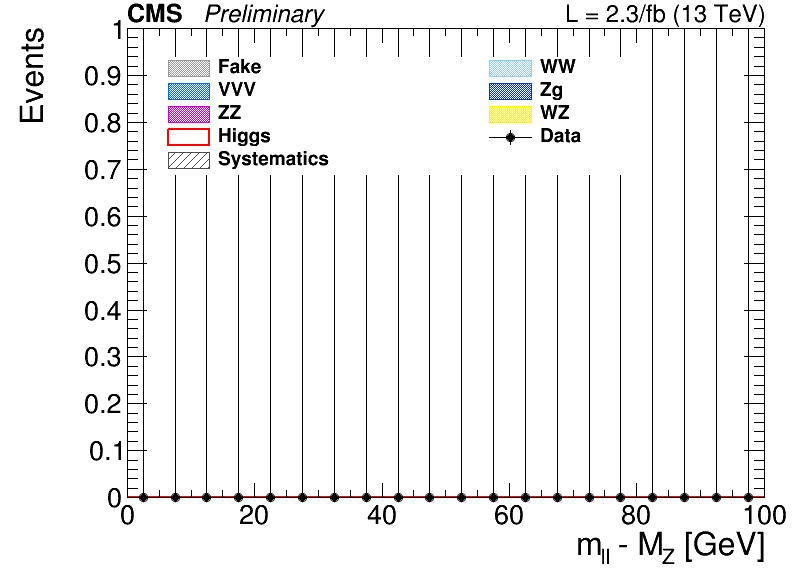 CMS Preliminary L = 2.3/fb (13 TeV)
Events
1
0.9
0.8
0.7
0.6
0.5
0.4
0.3
0.2
0.1
0
Fake WW
VVV Zg
ZZ WZ
Higgs Data
Systematics
0 20 40 60 80 100
m_ll - M_Z [GeV]